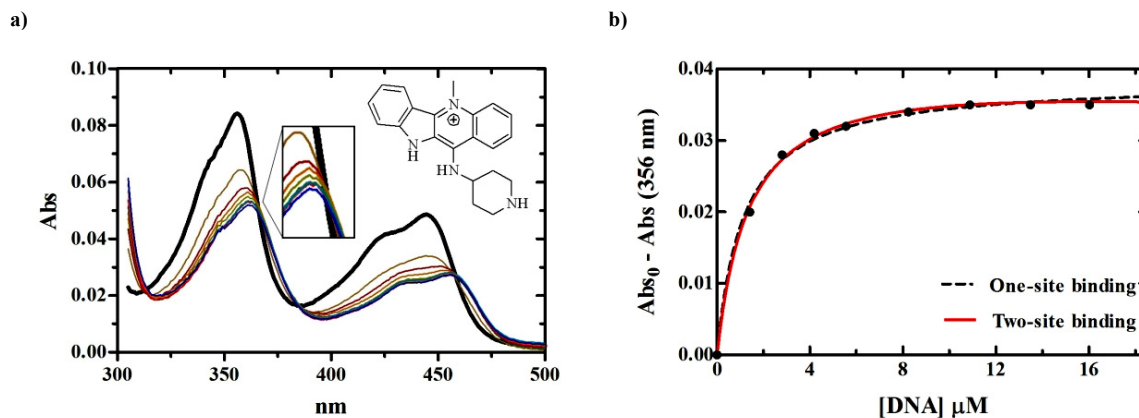 a)
b)
0.10
0.08
0.06
0.04
0.02
0.00
Abs
300
350
400
450
500
nm
N
+
N
H
HN
NH
0.04
0.03
0.02
0.01
0.00
Abs0 - Abs (356 nm)
0
4
8
12
16
[DNA] μM
One-site binding
Two-site binding